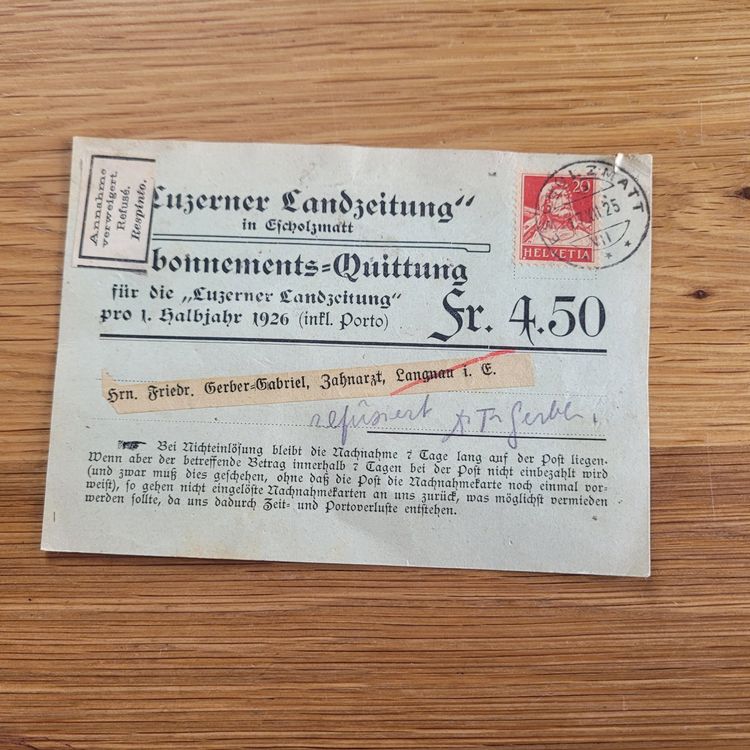 Annahme
verweigert.
Refusé.
Respinto.
Luzerner Landzeitung“
in Escholzmatt
bonnements-Quittung
für die „Luzerner Landzeitung“
pro 1. Halbjahr 1926 (inkl. Porto)
Fr. 4.50
20
HELVETIA
ESCHOLZMATT
VII
Hrn. Friedr. Gerber-Gabriel, Zahnarzt, Langnau i. E.
refüsiert Gerber
Bei Nichteinlösung bleibt die Nachnahme 7 Tage lang auf der Post liegen.
Wenn aber der betreffende Betrag innerhalb 7 Tagen bei der Post nicht einbezahlt wird
(und zwar muß dies geschehen, ohne daß die Post die Nachnahmekarte noch einmal vor-
weist), so gehen nicht eingelöste Nachnahmekarten an uns zurück, was möglichst vermieden
werden sollte, da uns dadurch Zeit- und Portoverluste entstehen.